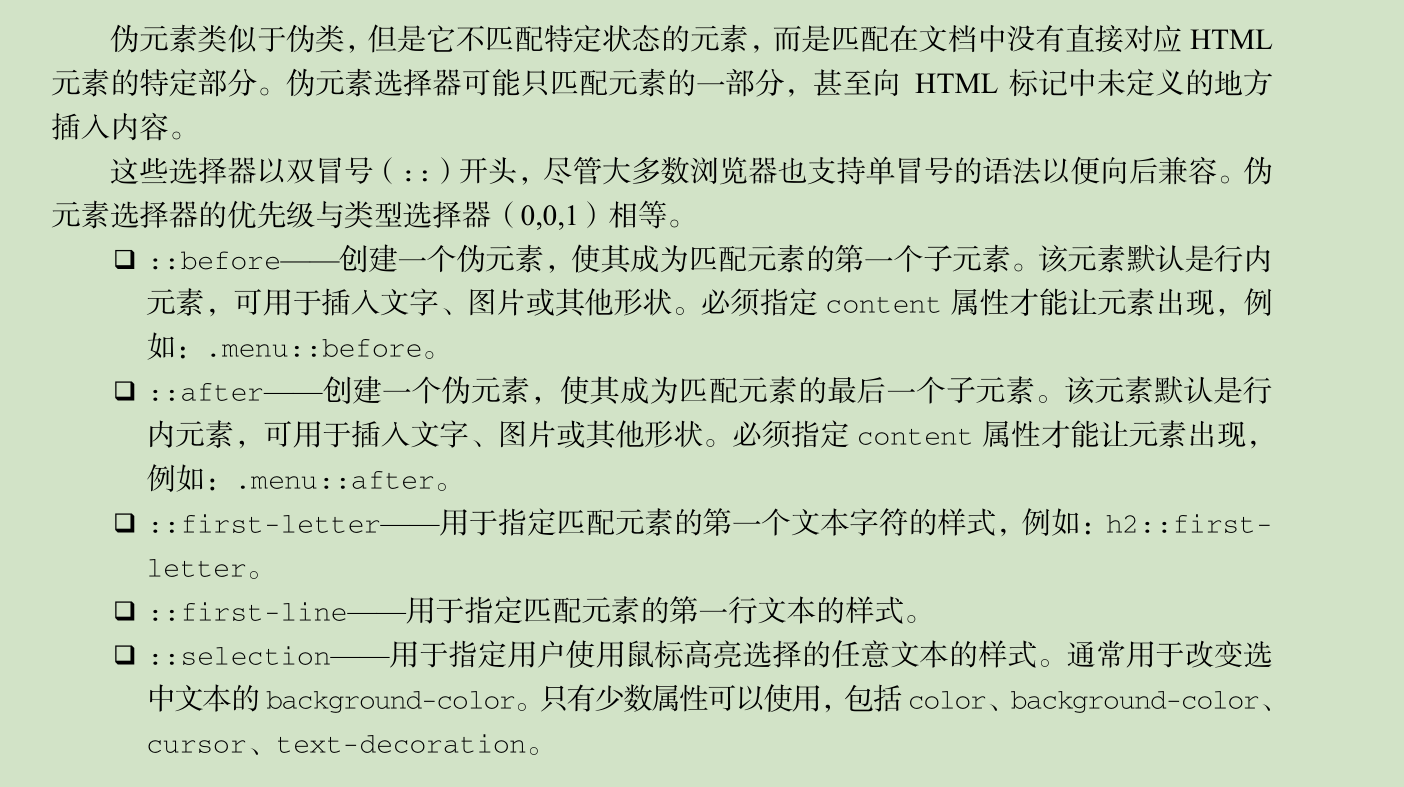 伪元素类似于伪类，但是它不匹配特定状态的元素，而是匹配在文档中没有直接对应 HTML
元素的特定部分。伪元素选择器可能只匹配元素的一部分，甚至向 HTML 标记中未定义的地方
插入内容。
这些选择器以双冒号（::）开头，尽管大多数浏览器也支持单冒号的语法以便向后兼容。伪
元素选择器的优先级与类型选择器（0,0,1）相等。
❑ ::before——创建一个伪元素，使其成为匹配元素的第一个子元素。该元素默认是行内
元素，可用于插入文字、图片或其他形状。必须指定 content 属性才能让元素出现，例
如：.menu::before。
❑ ::after——创建一个伪元素，使其成为匹配元素的最后一个子元素。该元素默认是行
内元素，可用于插入文字、图片或其他形状。必须指定 content 属性才能让元素出现，
例如：.menu::after。
❑ ::first-letter——用于指定匹配元素的第一个文本字符的样式，例如：h2::first-
letter。
❑ ::first-line——用于指定匹配元素的第一行文本的样式。
❑ ::selection——用于指定用户使用鼠标高亮选择的任意文本的样式。通常用于改变选
中文本的 background-color。只有少数属性可以使用，包括 color、background-color、
cursor、text-decoration。